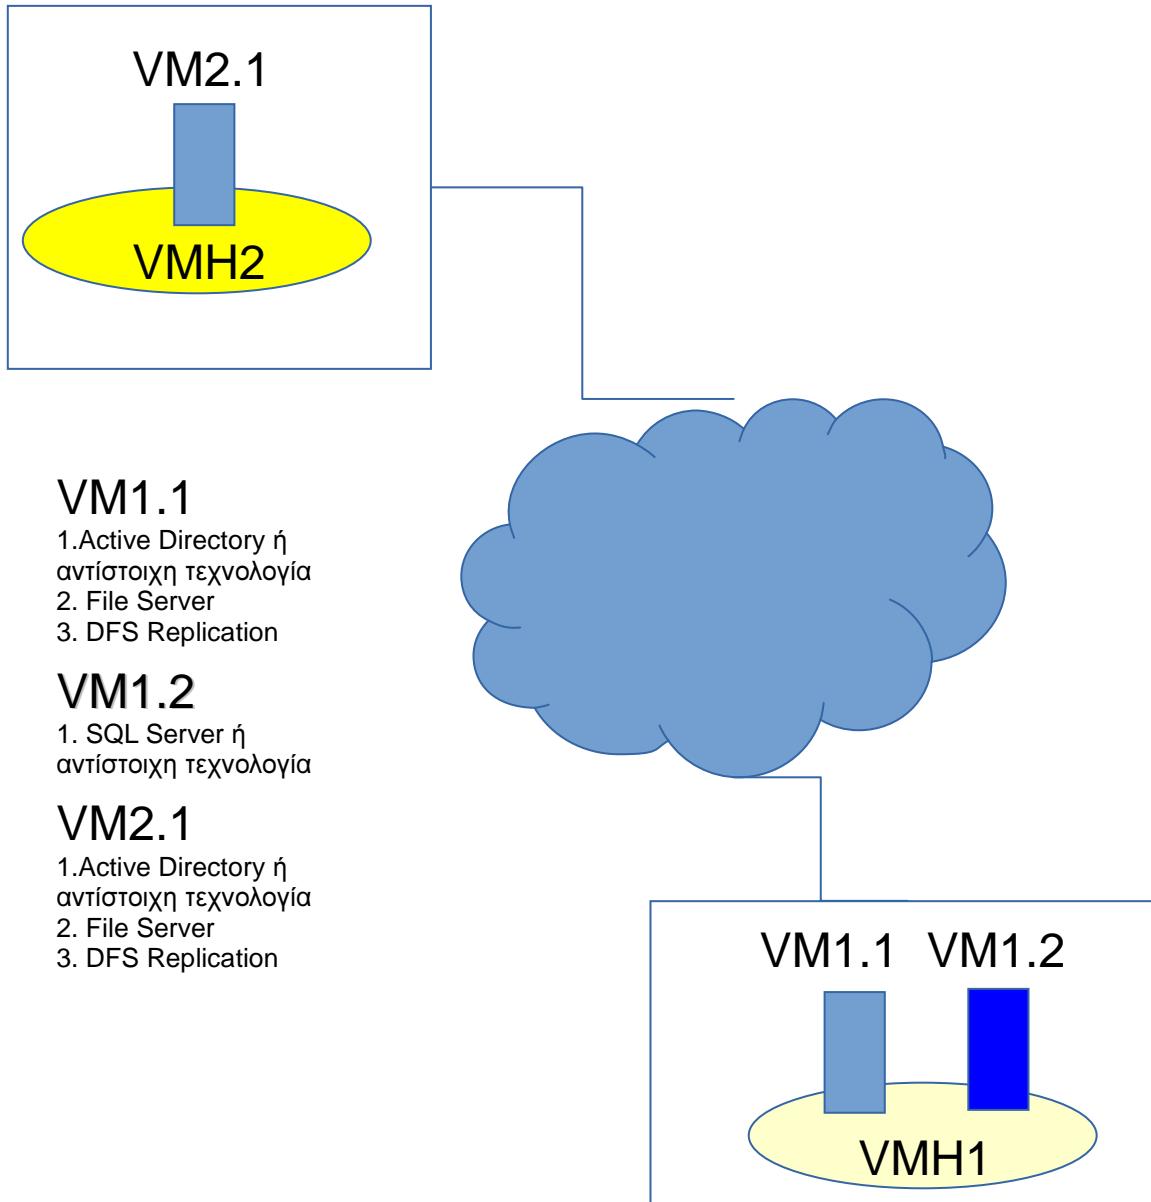 VM2.1
VMH2
VM1.1
1.Active Directory ή
αντίστοιχη τεχνολογία
2. File Server
3. DFS Replication
VM1.2
1. SQL Server ή
αντίστοιχη τεχνολογία
VM2.1
1.Active Directory ή
αντίστοιχη τεχνολογία
2. File Server
3. DFS Replication
VM1.1 VM1.2
VMH1